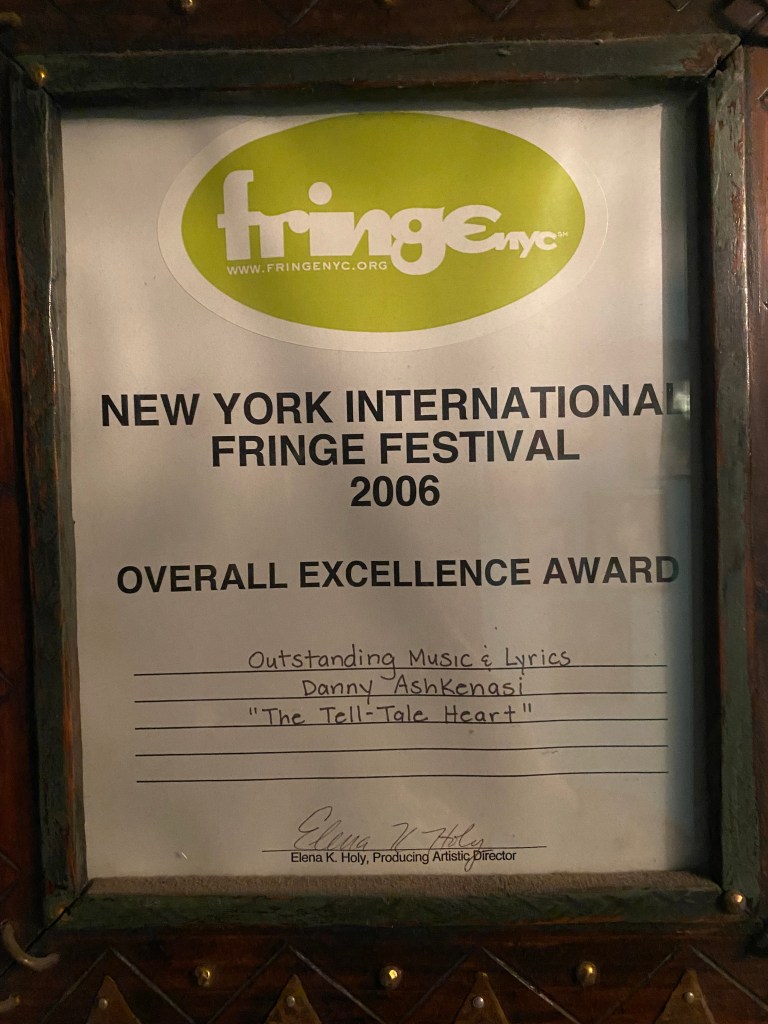 fringenyc℠
WWW.FRINGENYC.ORG
NEW YORK INTERNATIONAL
FRINGE FESTIVAL
2006
OVERALL EXCELLENCE AWARD
Outstanding Music & Lyrics
Danny Ashkenasi
"The Tell-Tale Heart"
Elena K Holy
Elena K. Holy, Producing Artistic Director